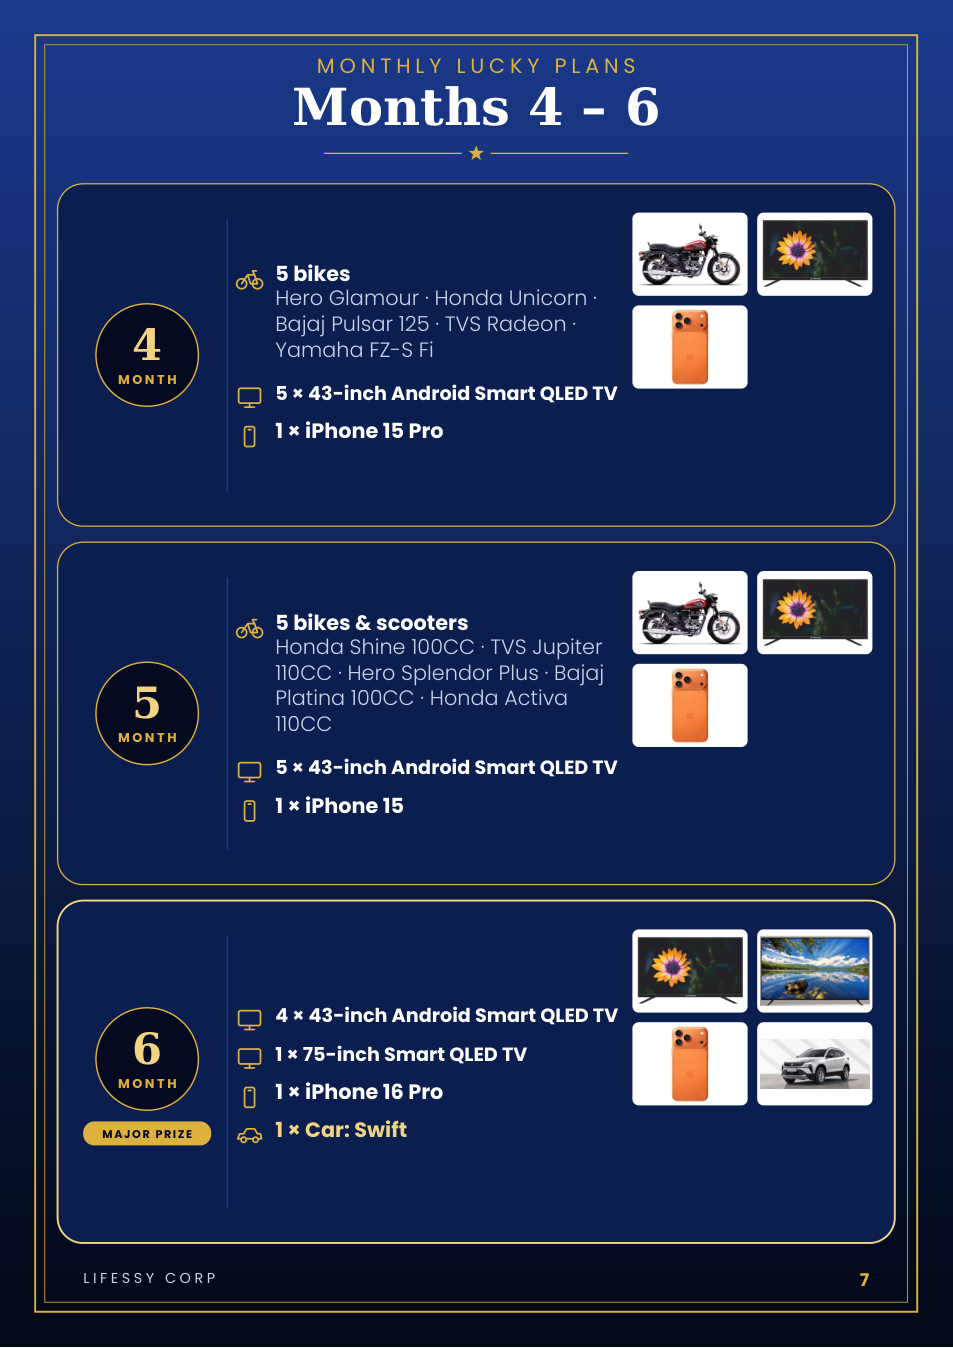 MONTHLY LUCKY PLANS
Months 4 – 6
4
MONTH
5 bikes
Hero Glamour · Honda Unicorn ·
Bajaj Pulsar 125 · TVS Radeon ·
Yamaha FZ-S Fi
5 × 43-inch Android Smart QLED TV
1 × iPhone 15 Pro
5
MONTH
5 bikes & scooters
Honda Shine 100CC · TVS Jupiter
110CC · Hero Splendor Plus · Bajaj
Platina 100CC · Honda Activa
110CC
5 × 43-inch Android Smart QLED TV
1 × iPhone 15
6
MONTH
MAJOR PRIZE
4 × 43-inch Android Smart QLED TV
1 × 75-inch Smart QLED TV
1 × iPhone 16 Pro
1 × Car: Swift
LIFESSY CORP
7